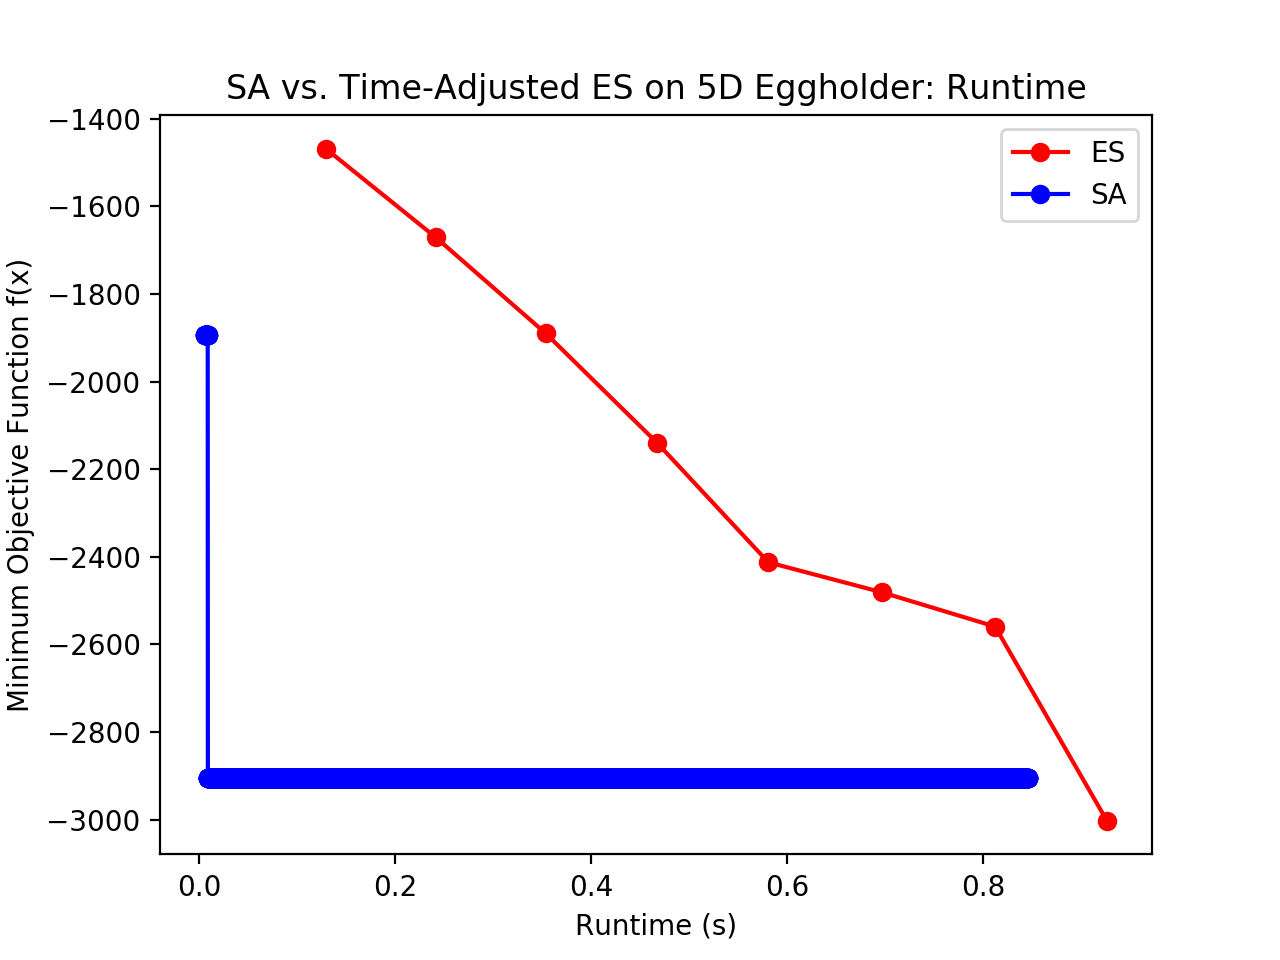 SA vs. Time-Adjusted ES on 5D Eggholder: Runtime
−1400
−1600
−1800
−2000
−2200
−2400
−2600
−2800
−3000
Minimum Objective Function f(x)
ES
SA
0.0 0.2 0.4 0.6 0.8
Runtime (s)